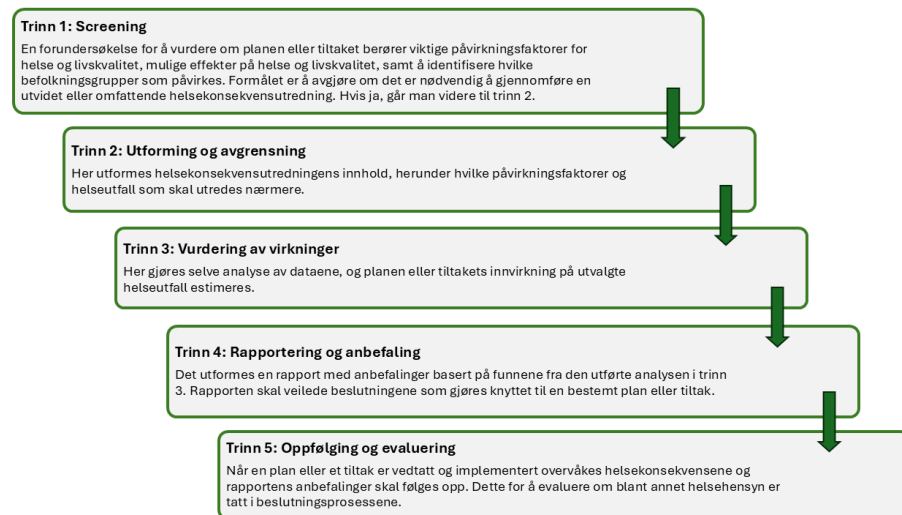 Trinn 1: Screening
En forundersøkelse for å vurdere om planen eller tiltaket berører viktige påvirkningsfaktorer for
helse og livskvalitet, mulige effekter på helse og livskvalitet, samt å identifisere hvilke
befolkningsgrupper som påvirkes. Formålet er å avgjøre om det er nødvendig å gjennomføre en
utvidet eller omfattende helsekonsekvensutredning. Hvis ja, går man videre til trinn 2.
Trinn 2: Utforming og avgrensning
Her utformes helsekonsekvensutredningens innhold, herunder hvilke påvirkningsfaktorer og
helseutfall som skal utredes nærmere.
Trinn 3: Vurdering av virkninger
Her gjøres selve analyse av dataene, og planen eller tiltakets innvirkning på utvalgte
helseutfall estimeres.
Trinn 4: Rapportering og anbefaling
Det utformes en rapport med anbefalinger basert på funnene fra den utførte analysen i trinn
3. Rapporten skal veilede beslutningene som gjøres knyttet til en bestemt plan eller tiltak.
Trinn 5: Oppfølging og evaluering
Når en plan eller et tiltak er vedtatt og implementert overvåkes helsekonsekvensene og
rapportens anbefalinger skal følges opp. Dette for å evaluere om blant annet helsehensyn er
tatt i beslutningsprosessene.